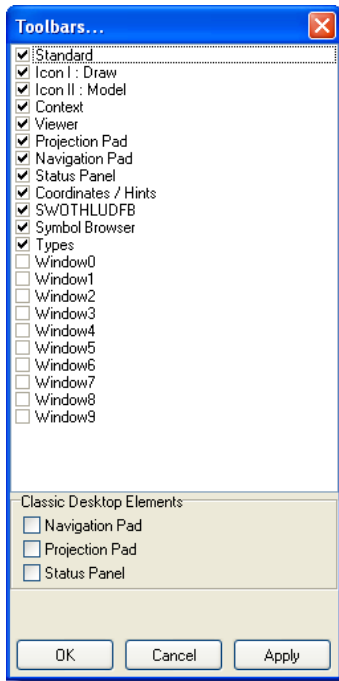 Toolbars...
Standard
Icon I : Draw
Icon II : Model
Context
Viewer
Projection Pad
Navigation Pad
Status Panel
Coordinates / Hints
SWOTHLUDFB
Symbol Browser
Types
Window0
Window1
Window2
Window3
Window4
Window5
Window6
Window7
Window8
Window9
Classic Desktop Elements
Navigation Pad
Projection Pad
Status Panel
OK Cancel Apply